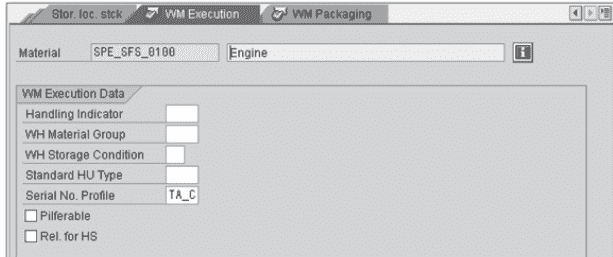 Stor. loc. stck WM Execution WM Packaging
Material SPE_SFS_0100 Engine
WM Execution Data
Handling Indicator
WH Material Group
WH Storage Condition
Standard HU Type
Serial No. Profile TA_C
Pilferable
Rel. for HS